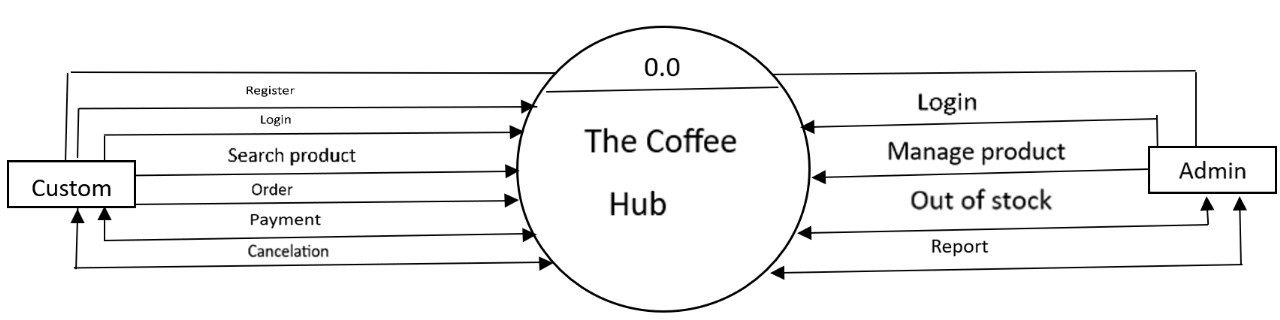 0.0
Register
Login
Search product
Order
Payment
Cancelation
Custom
The Coffee
Hub
Login
Manage product
Out of stock
Report
Admin